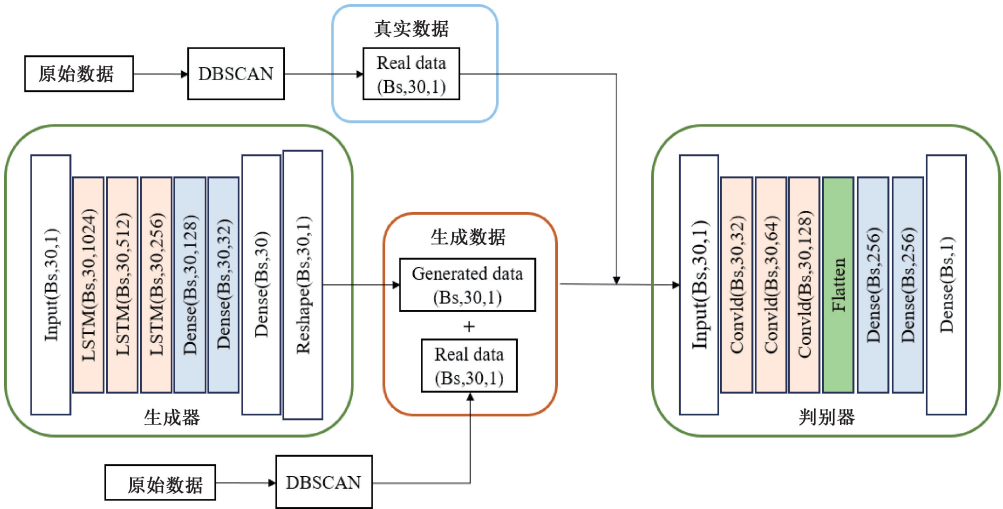 真实数据
原始数据
DBSCAN
Real data
(Bs,30,1)
Input(Bs,30,1)
LSTM(Bs,30,1024)
LSTM(Bs,30,512)
LSTM(Bs,30,256)
Dense(Bs,30,128)
Dense(Bs,30,32)
Dense(Bs,30)
Reshape(Bs,30,1)
生成器
生成数据
Generated data
(Bs,30,1)
+
Real data
(Bs,30,1)
原始数据
DBSCAN
Input(Bs,30,1)
Convld(Bs,30,32)
Convld(Bs,30,64)
Convld(Bs,30,128)
Flatten
Dense(Bs,256)
Dense(Bs,256)
Dense(Bs,1)
判别器